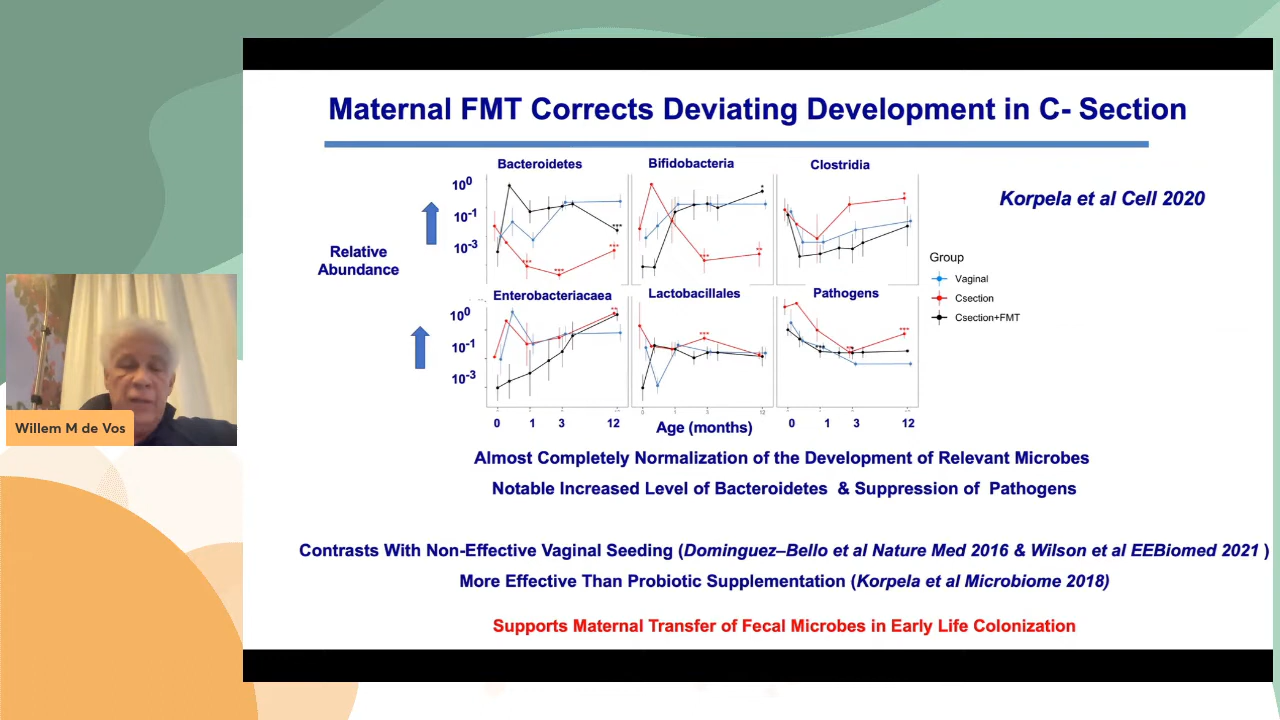 Maternal FMT Corrects Deviating Development in C- Section
Bacteroidetes
Bifidobacteria
Clostridia
Korpela et al Cell 2020
10⁰
10⁻¹
10⁻³
Relative
Abundance
***
***
***
***
***
**
*
*
Group
Vaginal
Csection
Csection+FMT
Enterobacteriacea
Lactobacillales
Pathogens
10⁰
10⁻¹
10⁻³
**
***
***
***
**
0 1 3 12
Age (months)
0 1 3 12
Willem M de Vos
Almost Completely Normalization of the Development of Relevant Microbes
Notable Increased Level of Bacteroidetes & Suppression of Pathogens
Contrasts With Non-Effective Vaginal Seeding (Dominguez–Bello et al Nature Med 2016 & Wilson et al EEBiomed 2021 )
More Effective Than Probiotic Supplementation (Korpela et al Microbiome 2018)
Supports Maternal Transfer of Fecal Microbes in Early Life Colonization